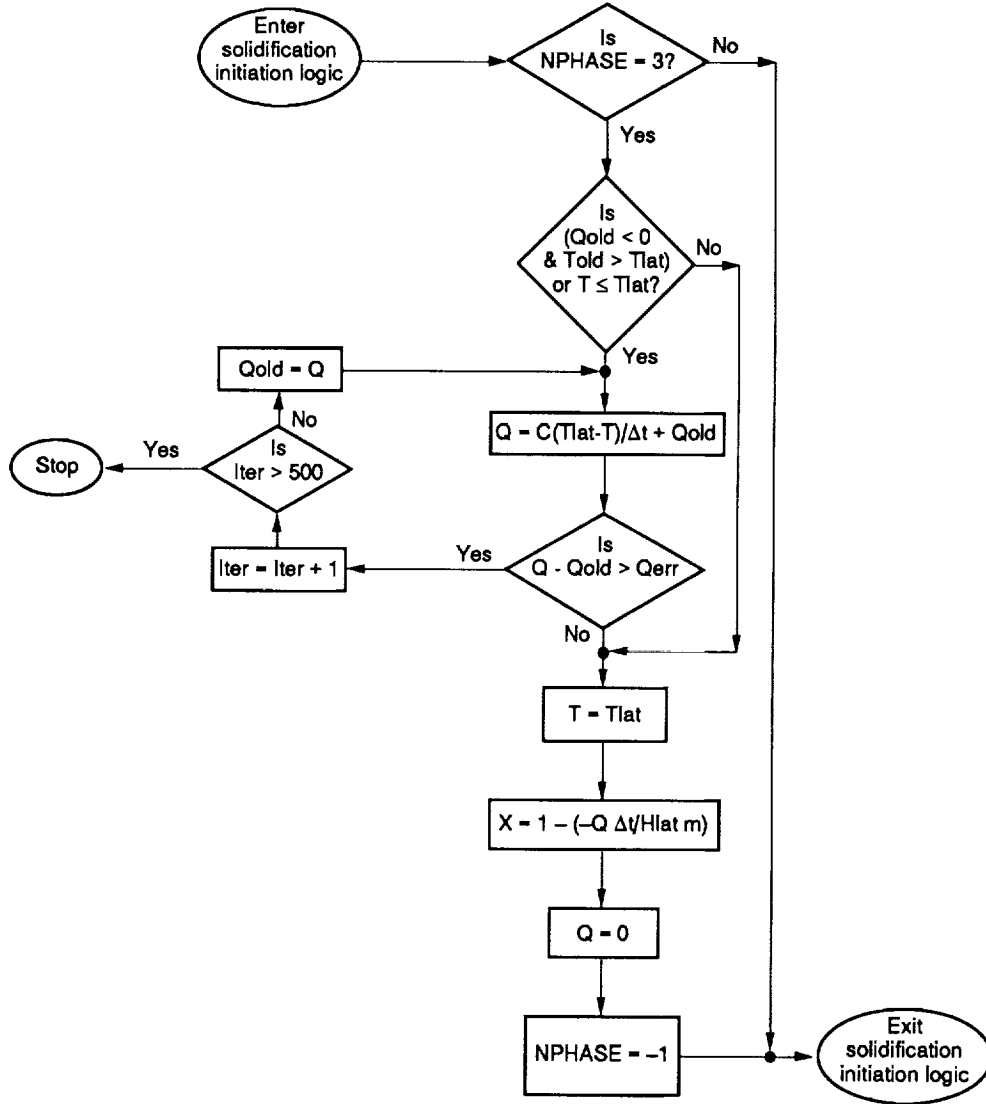 Enter
solidification
initiation logic
Is
NPHASE = 3?
No
Yes
Is
(Qold < 0
& Told > Tlat)
or T ≤ Tlat?
No
Yes
Qold = Q
No
Q = C(Tlat-T)/Δt + Qold
Stop
Yes
Is
Iter > 500
Iter = Iter + 1
Yes
Is
Q - Qold > Qerr
No
T = Tlat
X = 1 – (–Q Δt/Hlat m)
Q = 0
NPHASE = –1
Exit
solidification
initiation logic